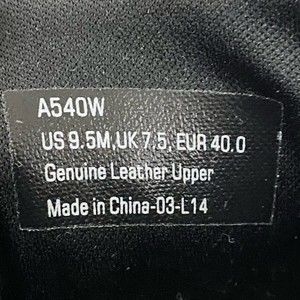 A540W
US 9.5M,UK 7.5, EUR 40.0
Genuine Leather Upper
Made in China-03-L14